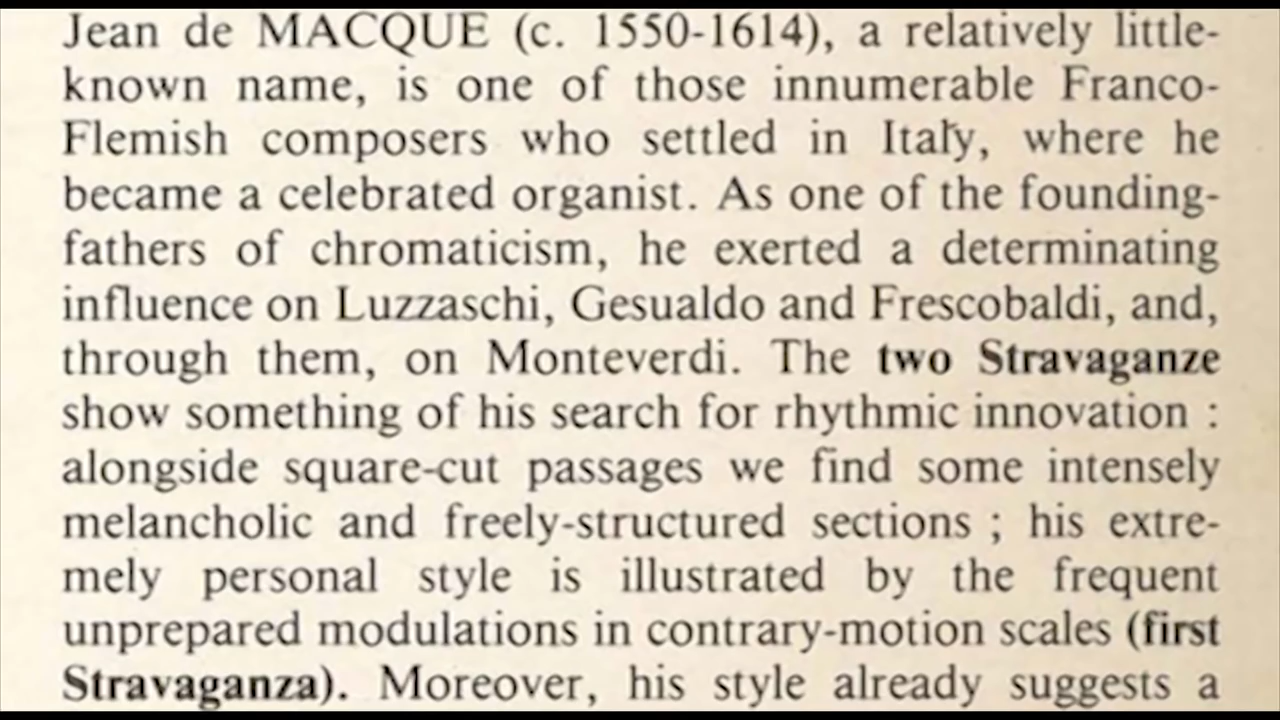 Jean de MACQUE (c. 1550-1614), a relatively little-
known name, is one of those innumerable Franco-
Flemish composers who settled in Italy, where he
became a celebrated organist. As one of the founding-
fathers of chromaticism, he exerted a determinating
influence on Luzzaschi, Gesualdo and Frescobaldi, and,
through them, on Monteverdi. The two Stravaganze
show something of his search for rhythmic innovation :
alongside square-cut passages we find some intensely
melancholic and freely-structured sections ; his extre-
mely personal style is illustrated by the frequent
unprepared modulations in contrary-motion scales (first
Stravaganza). Moreover, his style already suggests a